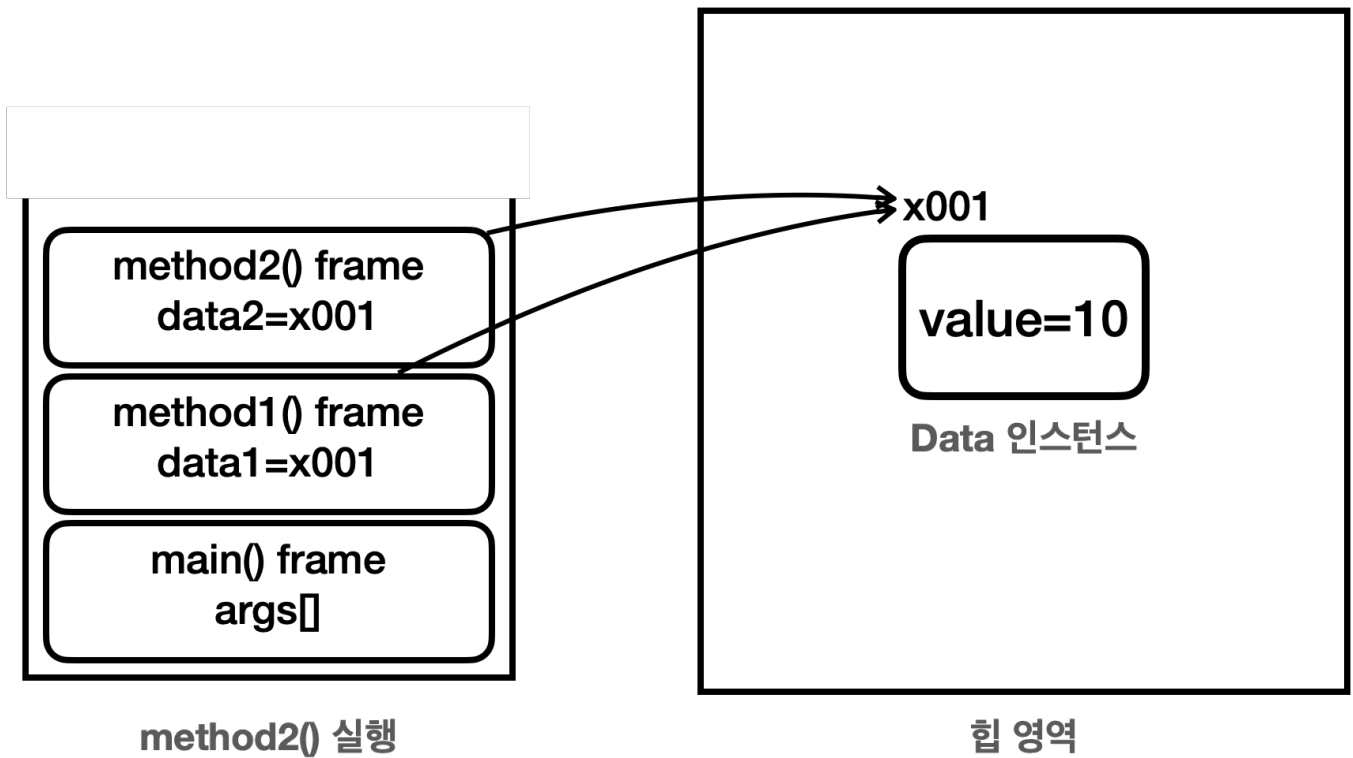 method2() frame
data2=x001
method1() frame
data1=x001
main() frame
args[]
method2() 실행
x001
value=10
Data 인스턴스
힙 영역